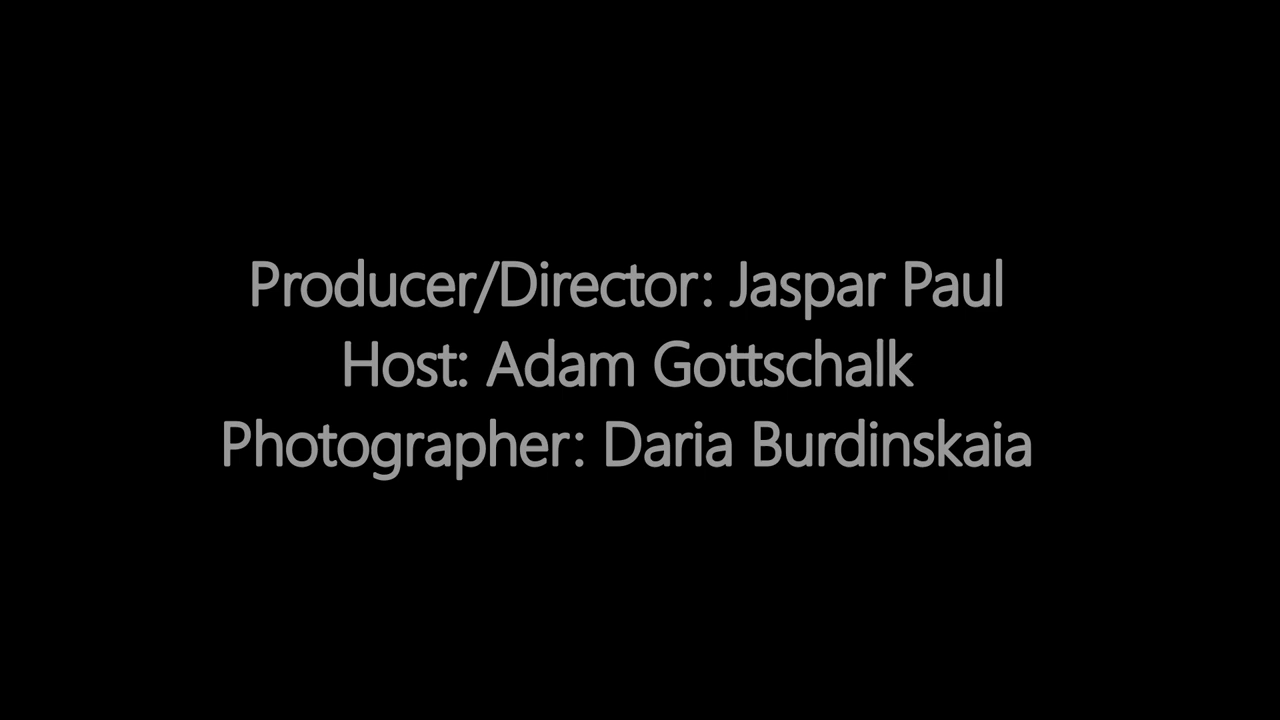 Producer/Director: Jaspar Paul
Host: Adam Gottschalk
Photographer: Daria Burdinskaia